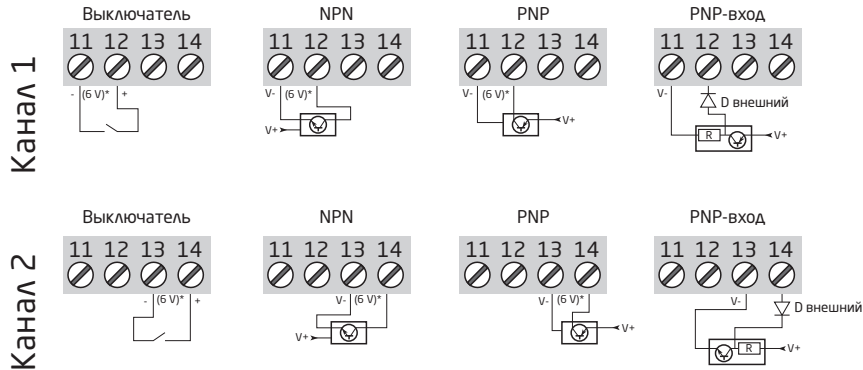 Канал 1
Выключатель NPN PNP PNP-вход
11 12 13 14 11 12 13 14 11 12 13 14 11 12 13 14
- (6 V)* + V- (6 V)* V- (6 V)* V- D внешний
V+ V+ R V+
Канал 2
Выключатель NPN PNP PNP-вход
11 12 13 14 11 12 13 14 11 12 13 14 11 12 13 14
- (6 V)* + V- (6 V)* V- (6 V)* V- D внешний
V+ V+ R V+